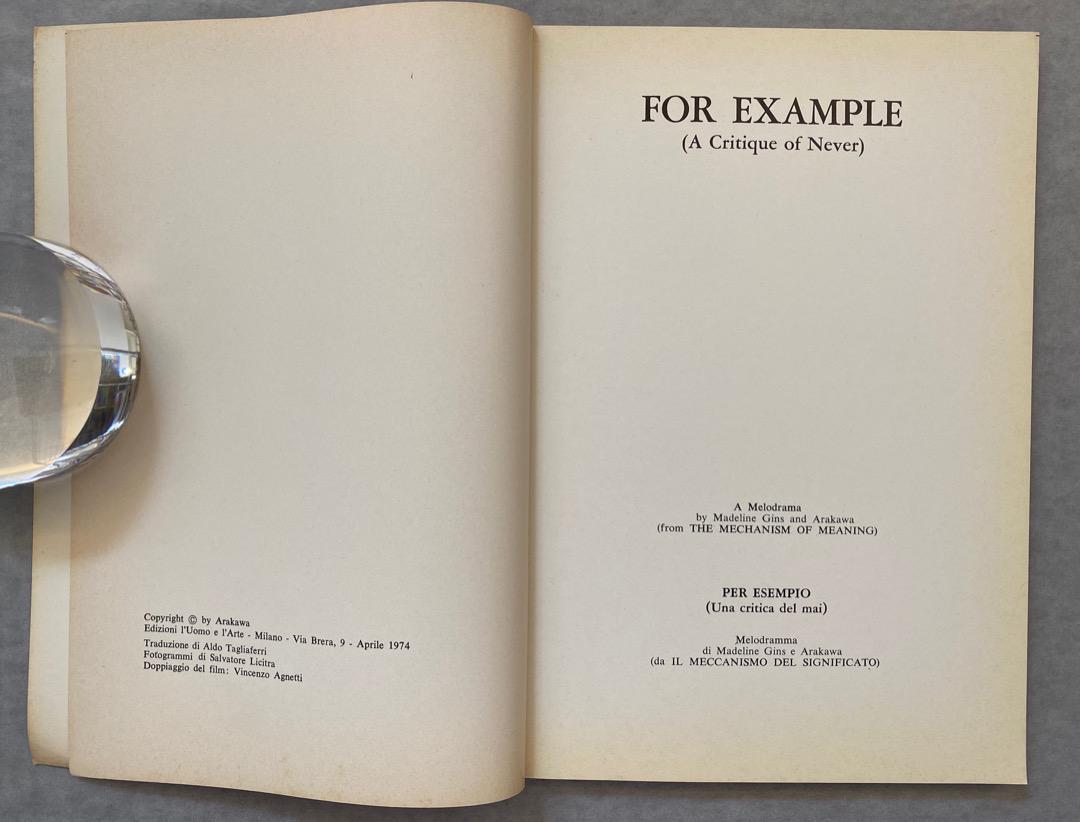 Copyright © by Arakawa
Edizioni l'Uomo e l'Arte - Milano - Via Brera, 9 - Aprile 1974
Traduzione di Aldo Tagliaferri
Fotogrammi di Salvatore Licitra
Doppiaggio del film: Vincenzo Agnetti
FOR EXAMPLE
(A Critique of Never)
A Melodrama
by Madeline Gins and Arakawa
(from THE MECHANISM OF MEANING)
PER ESEMPIO
(Una critica del mai)
Melodramma
di Madeline Gins e Arakawa
(da IL MECCANISMO DEL SIGNIFICATO)